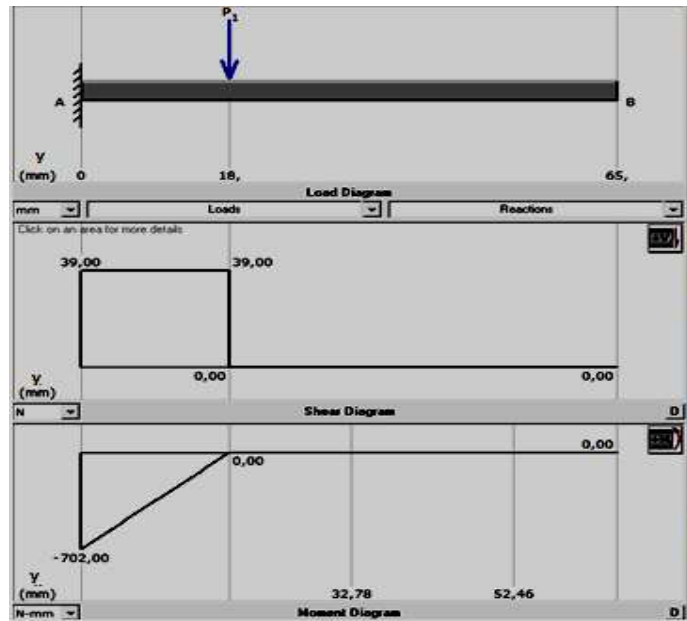 P1
A
B
y
(mm) 0 18, 65,
Load Diagram
mm Loads Reactions
Click on an area for more details
39,00 39,00
0,00 0,00
y
(mm)
N Shear Diagram D
0,00
0,00
-702,00
y
(mm) 32,78 52,46
N-mm Moment Diagram D